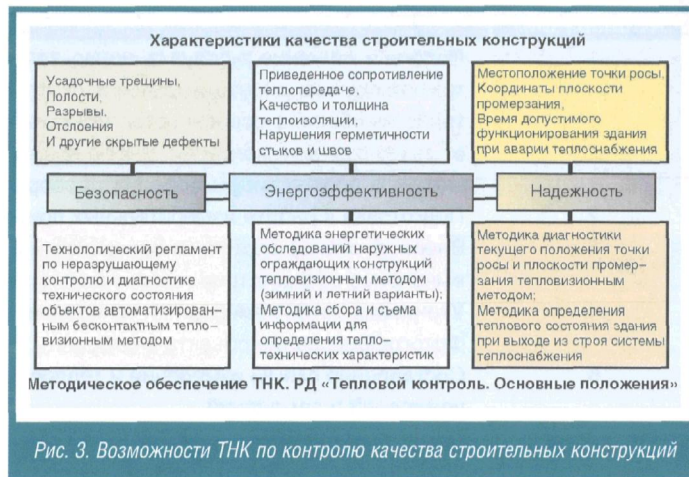 Характеристики качества строительных конструкций
Усадочные трещины,
Полости,
Разрывы,
Отслоения
И другие скрытые дефекты
Приведенное сопротивление
теплопередаче,
Качество и толщина
теплоизоляции,
Нарушения герметичности
стыков и швов
Местоположение точки росы,
Координаты плоскости
промерзания,
Время допустимого
функционирования здания
при аварии теплоснабжения
Безопасность
Энергоэффективность
Надежность
Технологический регламент
по неразрушающему
контролю и диагностике
технического состояния
объектов автоматизирован–
ным бесконтактным тепло–
визионным методом
Методика энергетических
обследований наружных
ограждающих конструкций
тепловизионным методом
(зимний и летний варианты);
Методика сбора и съема
информации для
определения тепло–
технических характеристик
Методика диагностики
текущего положения точки
росы и плоскости промер–
зания тепловизионным
методом;
Методика определения
теплового состояния здания
при выходе из строя системы
теплоснабжения
Методическое обеспечение ТНК. РД «Тепловой контроль. Основные положения»
Рис. 3. Возможности ТНК по контролю качества строительных конструкций